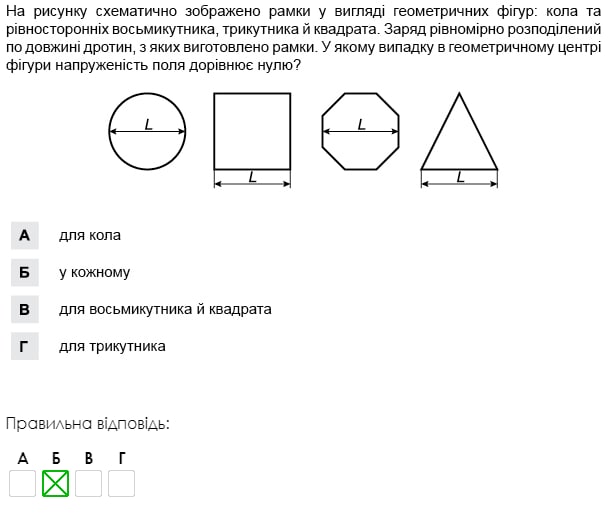 На рисунку схематично зображено рамки у вигляді геометричних фігур: кола та
рівносторонніх восьмикутника, трикутника й квадрата. Заряд рівномірно розподілений
по довжині дротин, з яких виготовлено рамки. У якому випадку в геометричному центрі
фігури напруженість поля дорівнює нулю?
L L
L L
А для кола
Б у кожному
В для восьмикутника й квадрата
Г для трикутника
Правильна відповідь:
А Б В Г